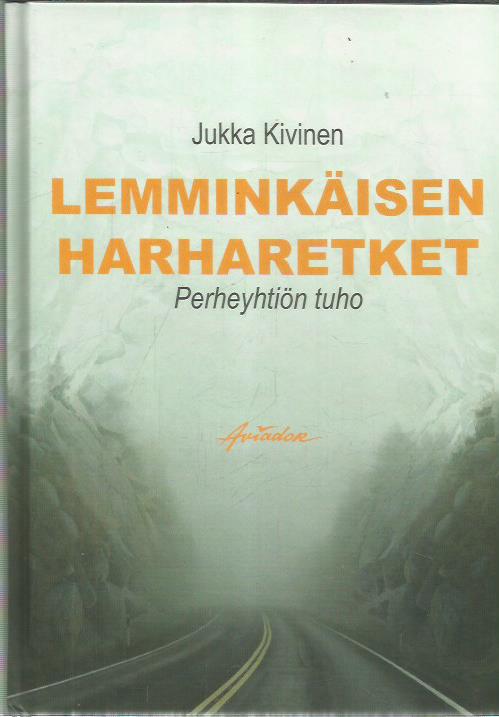 Jukka Kivinen
LEMMINKÄISEN
HARHARETKET
Perheyhtiön tuho
Aviador